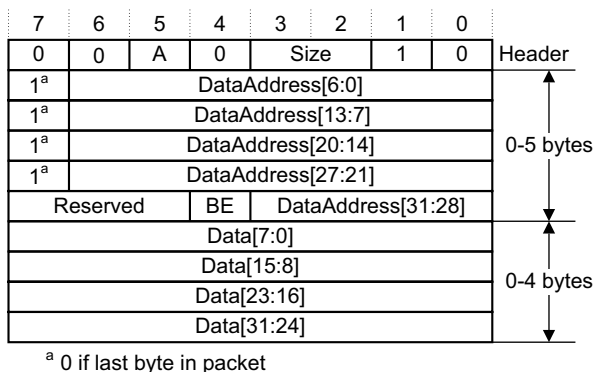 7 6 5 4 3 2 1 0
0 0 A 0 Size 1 0 Header
1a DataAddress[6:0]
1a DataAddress[13:7]
1a DataAddress[20:14]
0-5 bytes
1a DataAddress[27:21]
Reserved BE DataAddress[31:28]
Data[7:0]
Data[15:8]
0-4 bytes
Data[23:16]
Data[31:24]
a 0 if last byte in packet